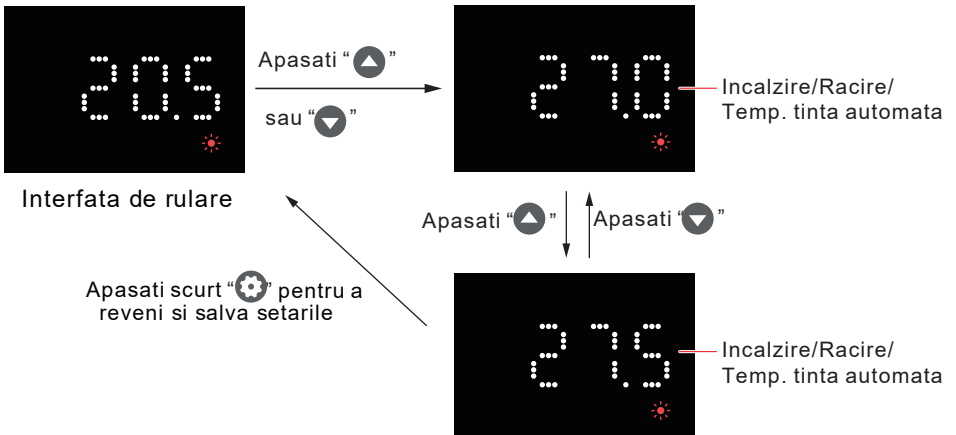 20.5
Apasati “ ”
sau “ ”
27.0
Incalzire/Racire/
Temp. tinta automata
Interfata de rulare
Apasati “ ”
Apasati “ ”
Apasati scurt “ ” pentru a
reveni si salva setarile
27.5
Incalzire/Racire/
Temp. tinta automata